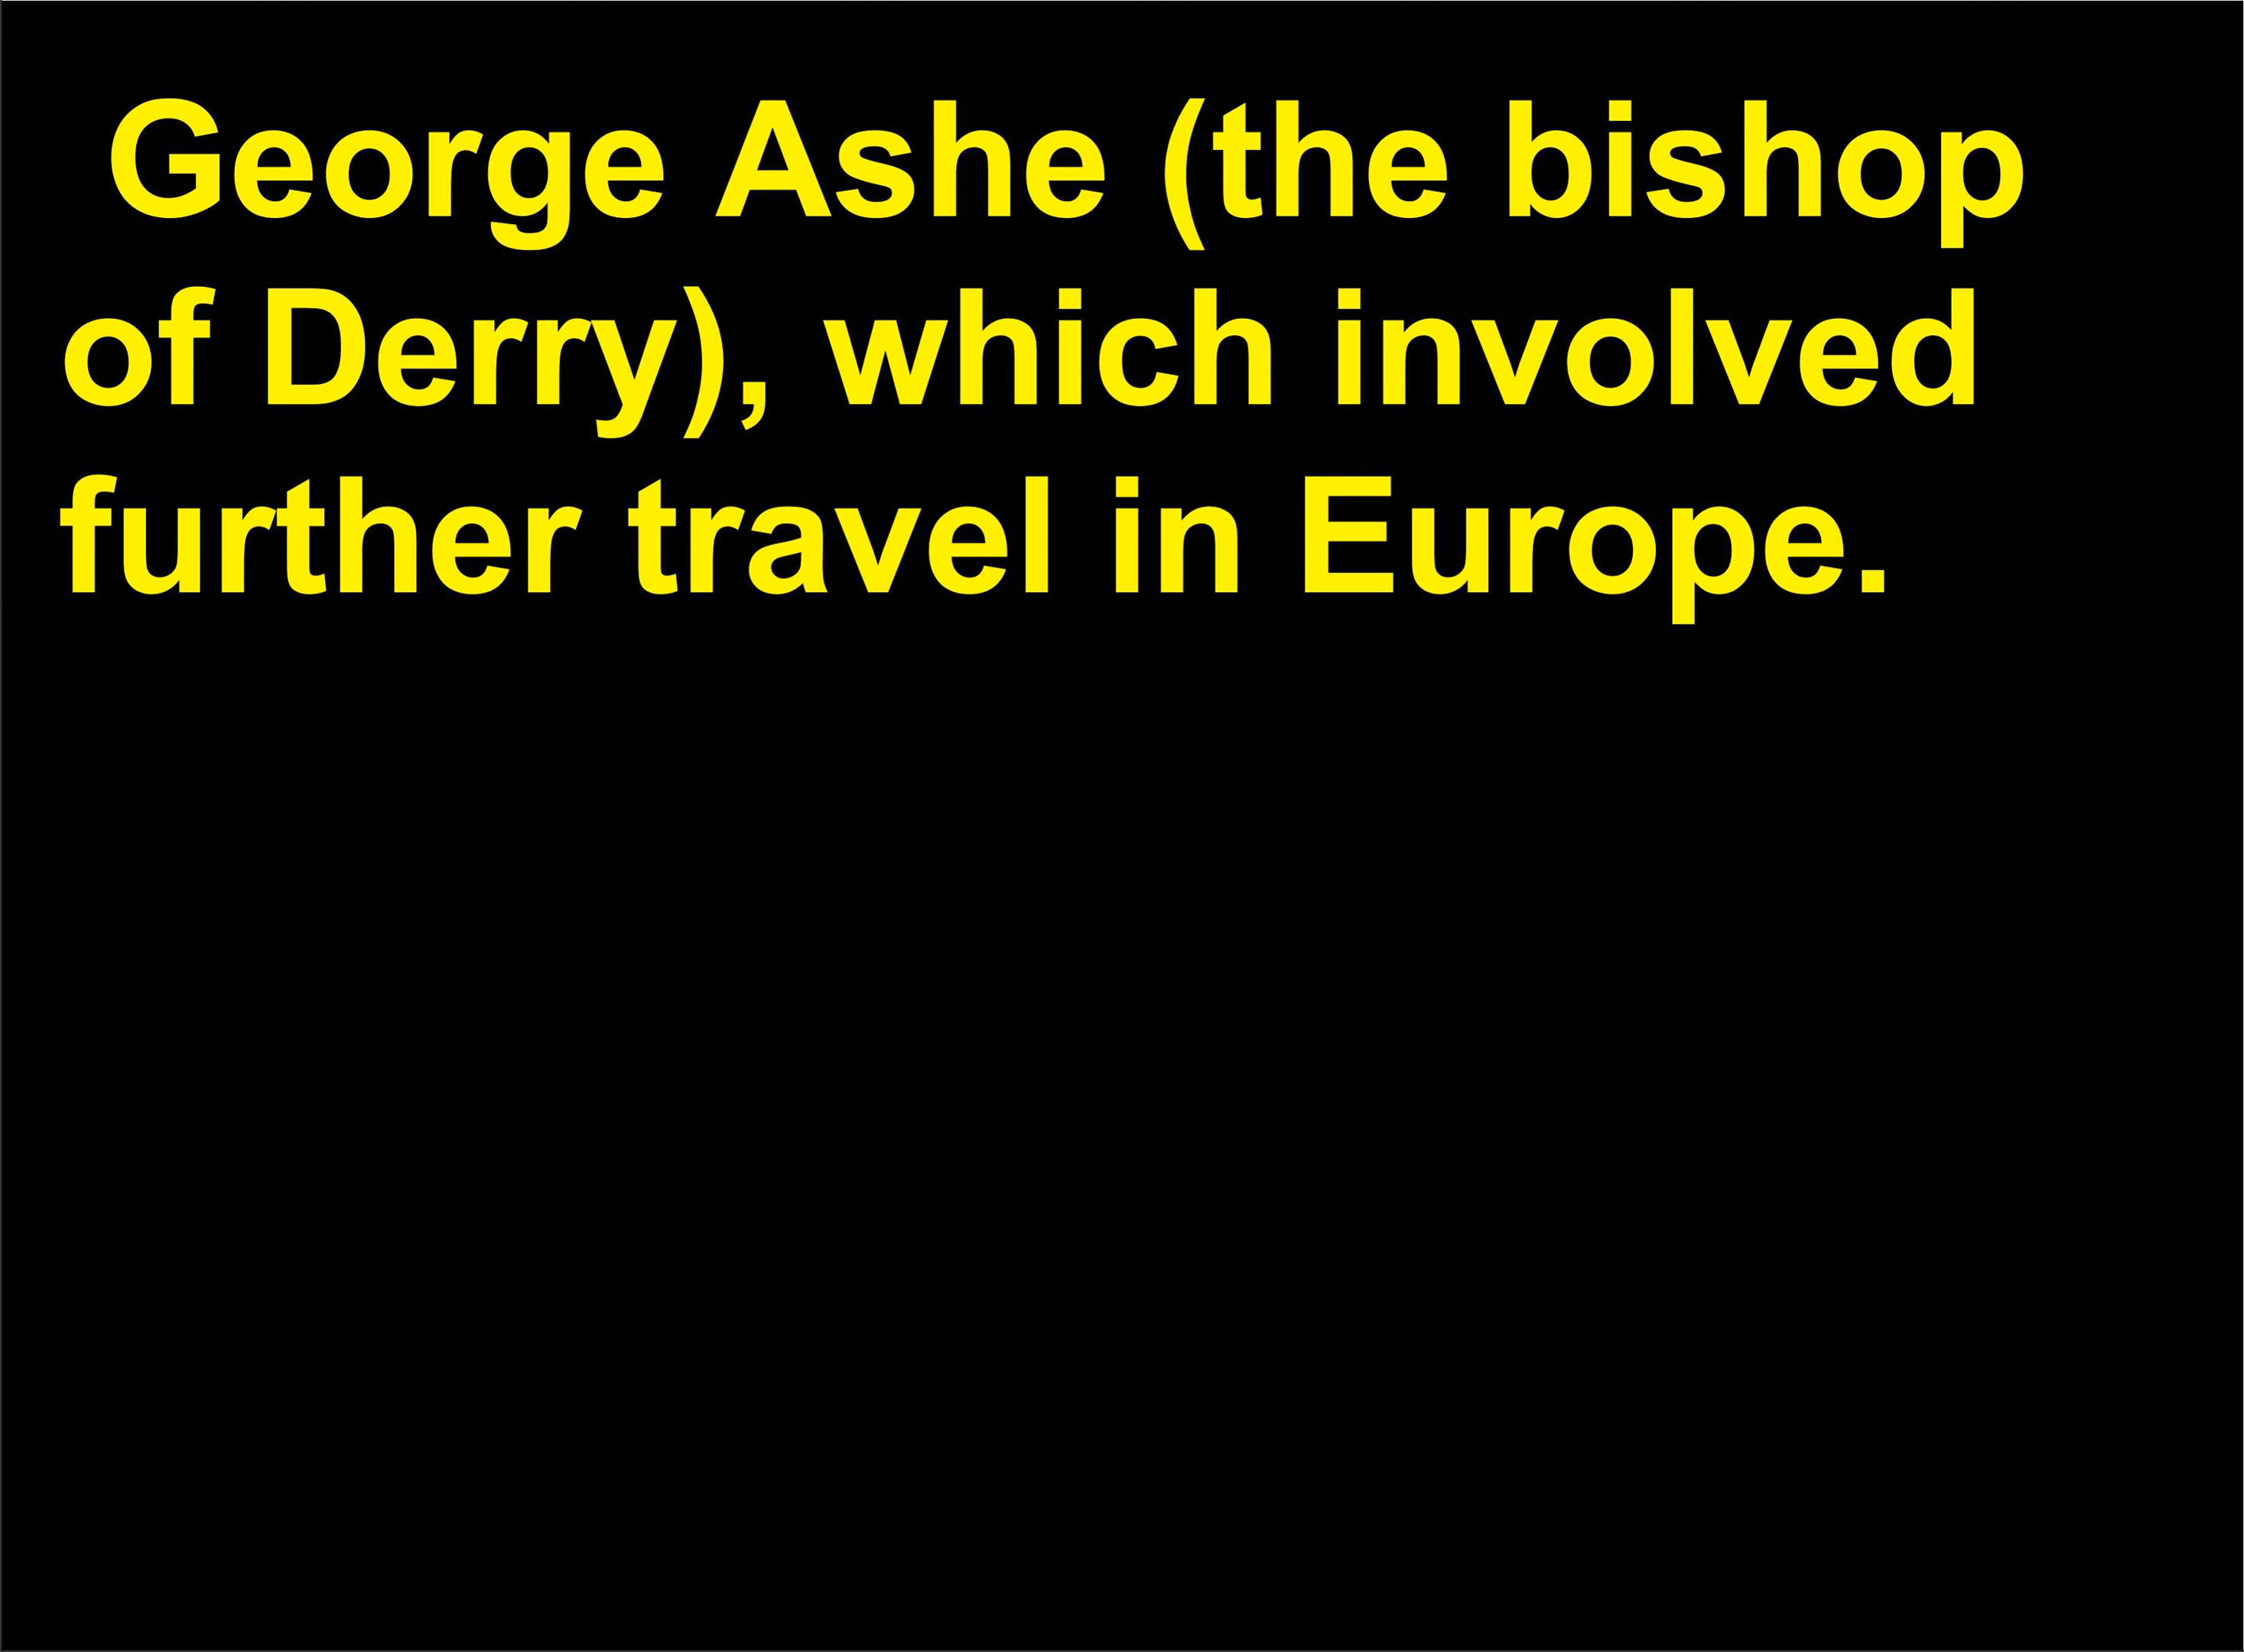 George Ashe (the bishop
of Derry), which involved
further travel in Europe.